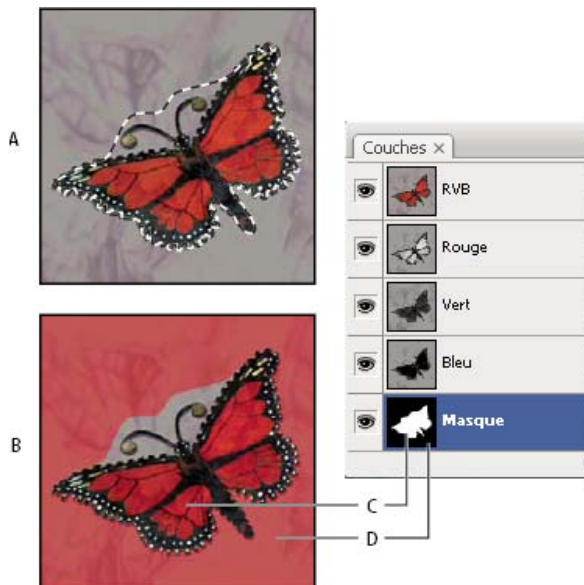 A
B
Couches ×
RVB
Rouge
Vert
Bleu
Masque
C
D